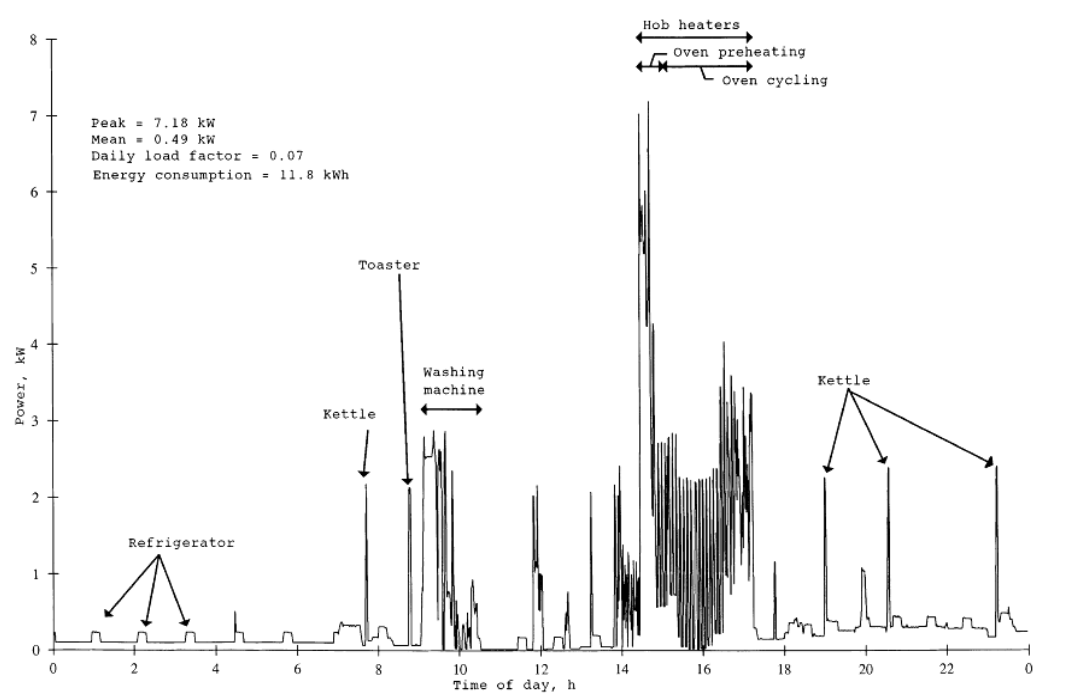 Hob heaters
Oven preheating
Oven cycling
Peak = 7.18 kW
Mean = 0.49 kW
Daily load factor = 0.07
Energy consumption = 11.8 kWh
Toaster
Washing
machine
Kettle
Kettle
Refrigerator
Power, kW
8
7
6
5
4
3
2
1
0
0 2 4 6 8 10 12 14 16 18 20 22 0
Time of day, h